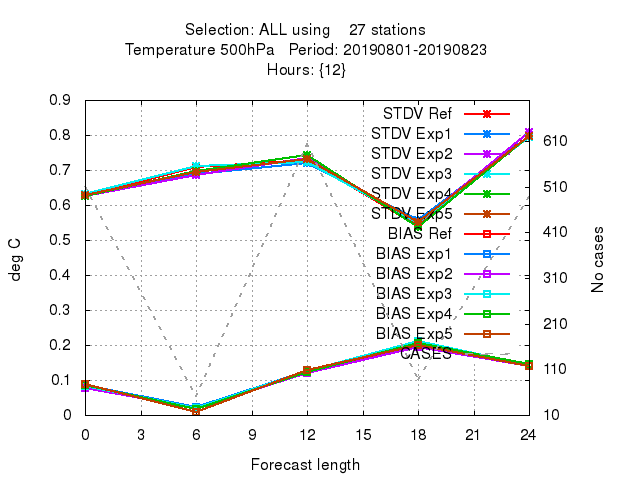 Selection: ALL using 27 stations
Temperature 500hPa Period: 20190801-20190823
Hours: {12}
0.9
0.8
0.7
0.6
0.5
0.4
0.3
0.2
0.1
0
deg C
STDV Ref
STDV Exp1
STDV Exp2
STDV Exp3
STDV Exp4
STDV Exp5
BIAS Ref
BIAS Exp1
BIAS Exp2
BIAS Exp3
BIAS Exp4
BIAS Exp5
CASES
610
510
410
310
210
110
10
No cases
0 3 6 9 12 15 18 21 24
Forecast length